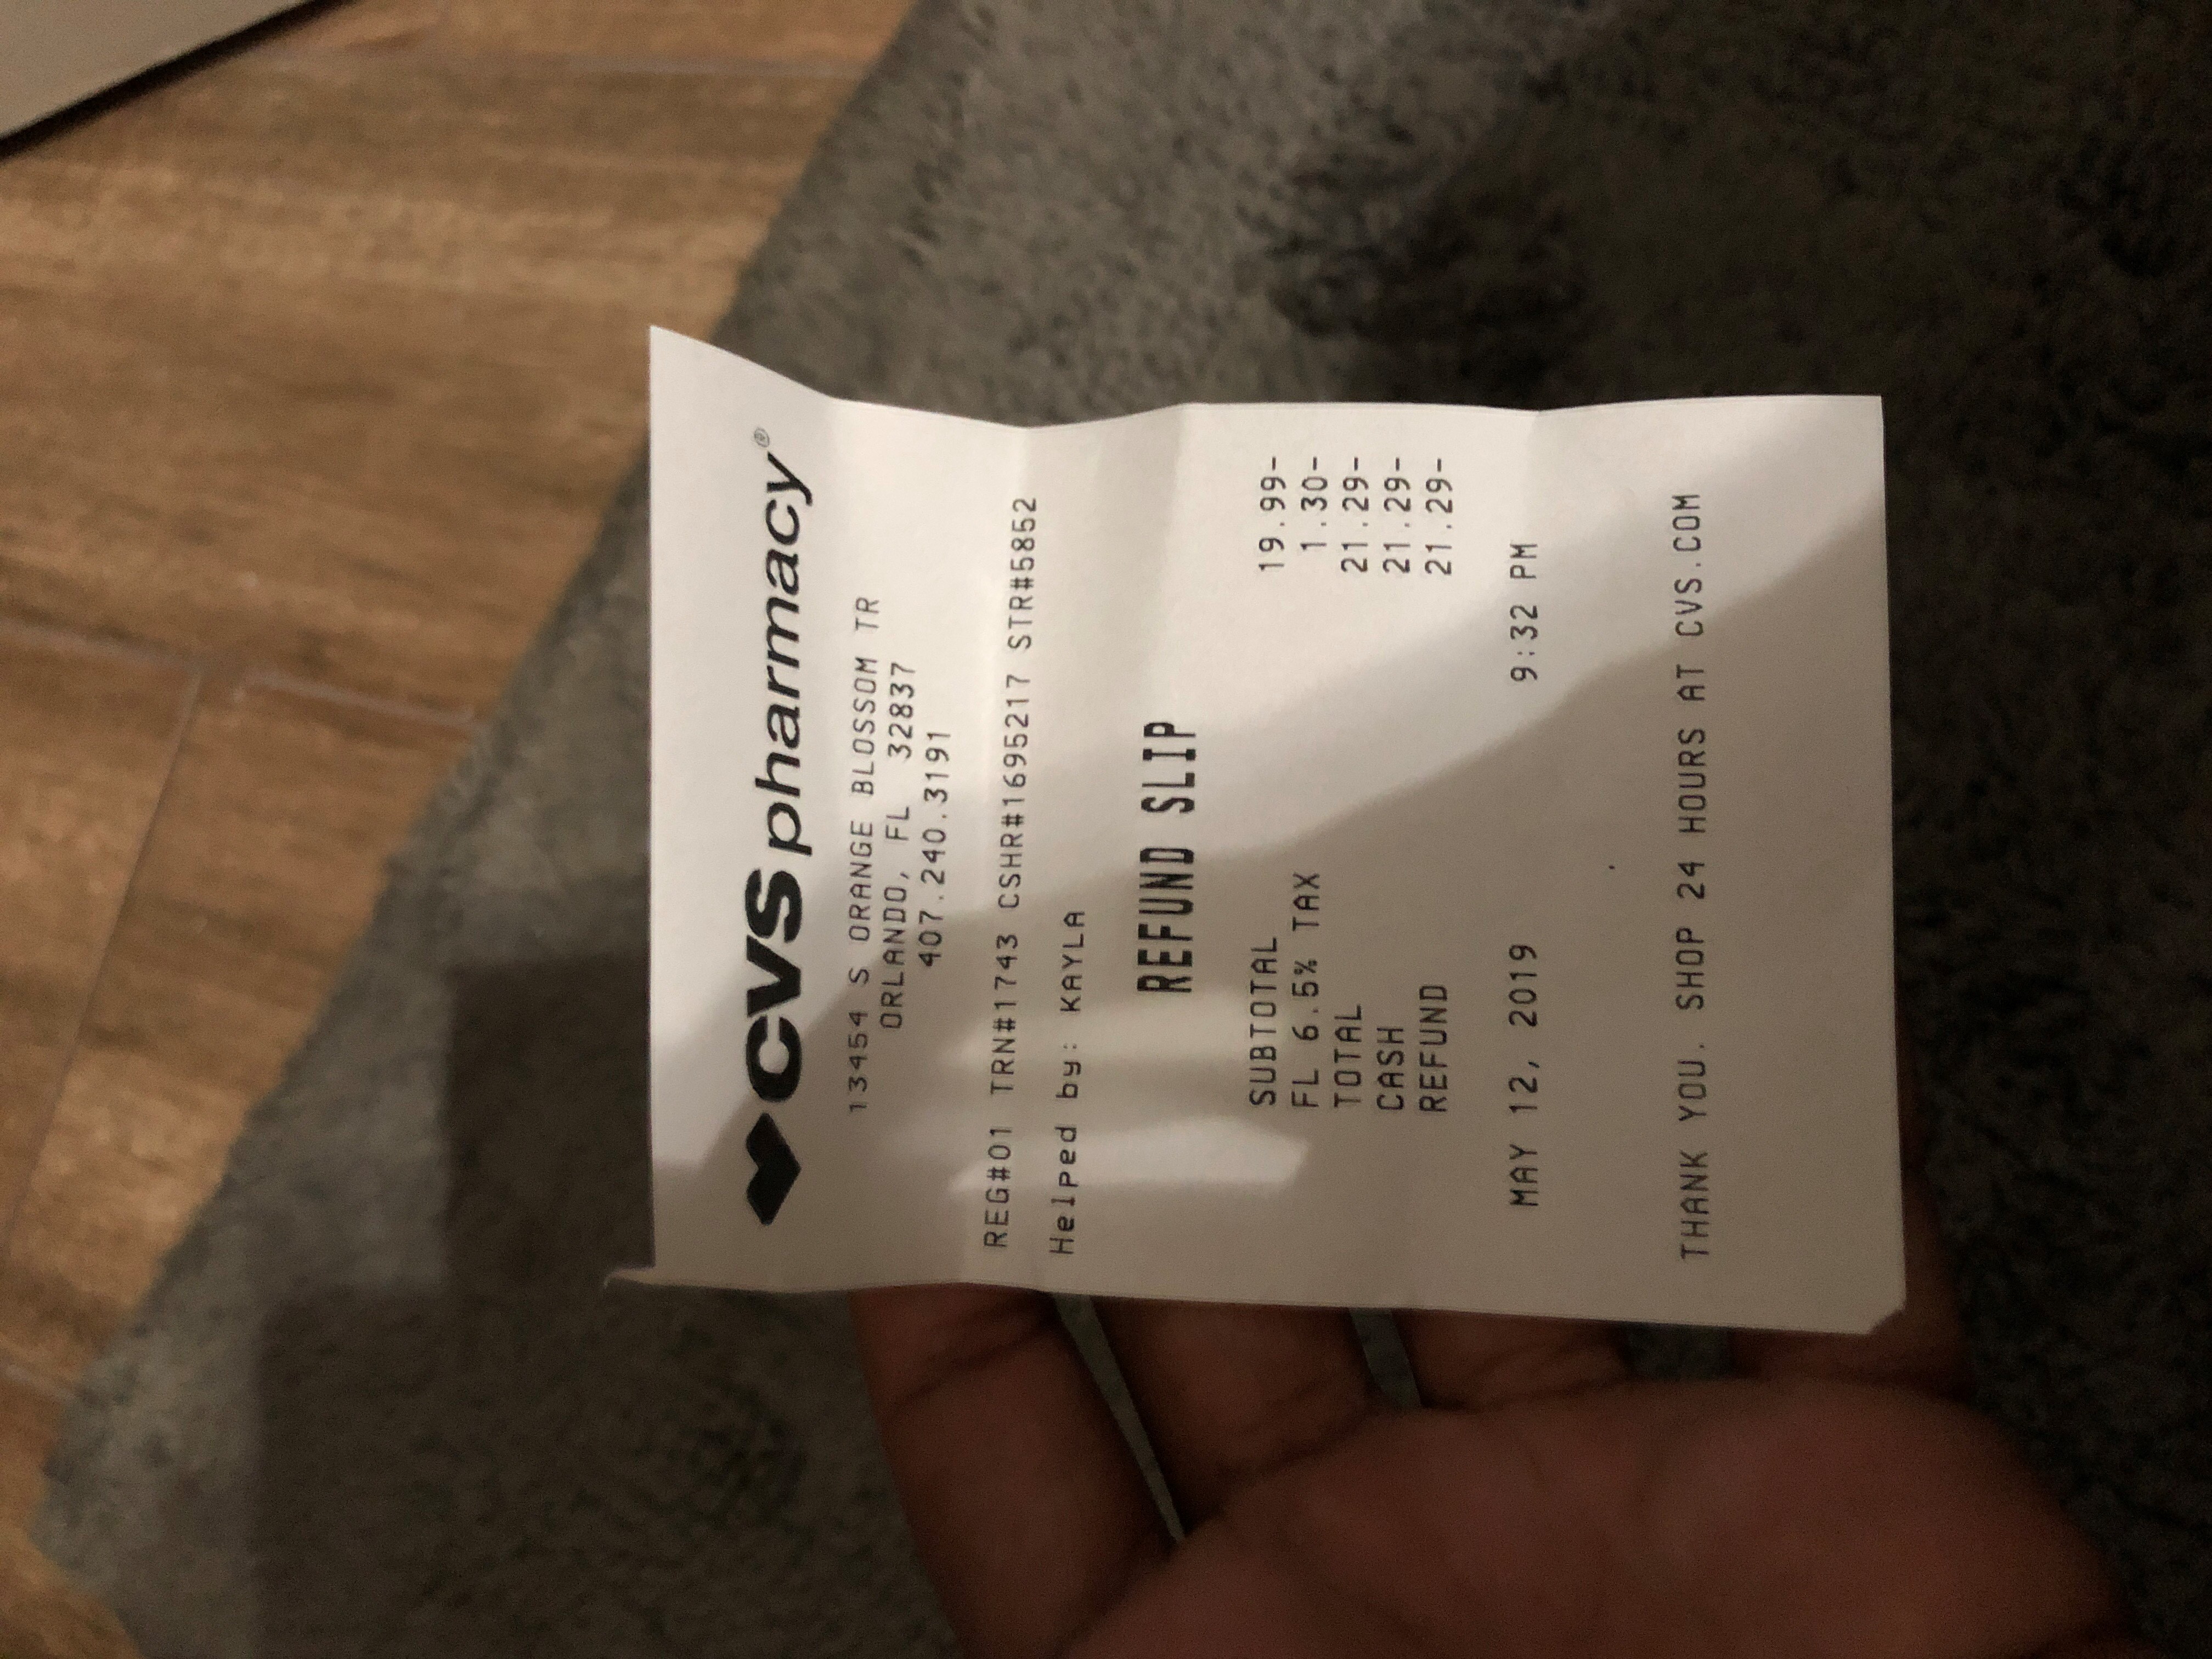 CVS pharmacy®
13454 S ORANGE BLOSSOM TR
ORLANDO, FL 32837
407.240.3191
REG#01 TRN#1743 CSHR#1695217 STR#5852
Helped by: KAYLA
REFUND SLIP
SUBTOTAL 19.99-
FL 6.5% TAX 1.30-
TOTAL 21.29-
CASH 21.29-
REFUND 21.29-
MAY 12, 2019 9:32 PM
THANK YOU. SHOP 24 HOURS AT CVS.COM